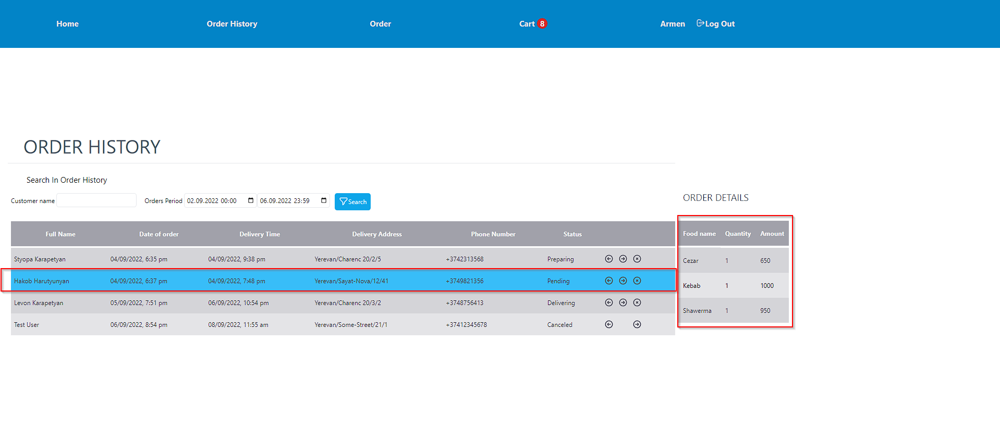 Home Order History Order Cart 8 Armen Log Out
ORDER HISTORY
Search In Order History
Customer name Orders Period 02.09.2022 00:00 06.09.2022 23:59 Search
Full Name Date of order Delivery Time Delivery Address Phone Number Status
Styopa Karapetyan 04/09/2022, 6:35 pm 04/09/2022, 9:38 pm Yerevan/Charenc 20/2/5 +3742313568 Preparing
Hakob Harutyunyan 04/09/2022, 6:37 pm 04/09/2022, 7:48 pm Yerevan/Sayat-Nova/12/41 +3749821356 Pending
Levon Karapetyan 05/09/2022, 7:51 pm 06/09/2022, 10:54 pm Yerevan/Charenc 20/3/2 +3748756413 Delivering
Test User 06/09/2022, 8:54 pm 08/09/2022, 11:55 am Yerevan/Some-Street/21/1 +37412345678 Canceled
ORDER DETAILS
Food name Quantity Amount
Cezar 1 650
Kebab 1 1000
Shawerma 1 950